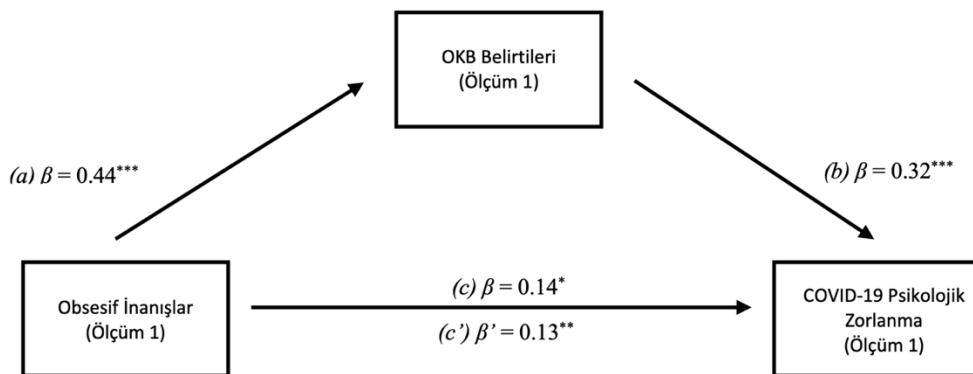 OKB Belirtileri
(Ölçüm 1)
(a) β = 0.44***
(b) β = 0.32***
Obsesif İnanışlar
(Ölçüm 1)
(c) β = 0.14*
(c’) β’ = 0.13**
COVID-19 Psikolojik
Zorlanma
(Ölçüm 1)